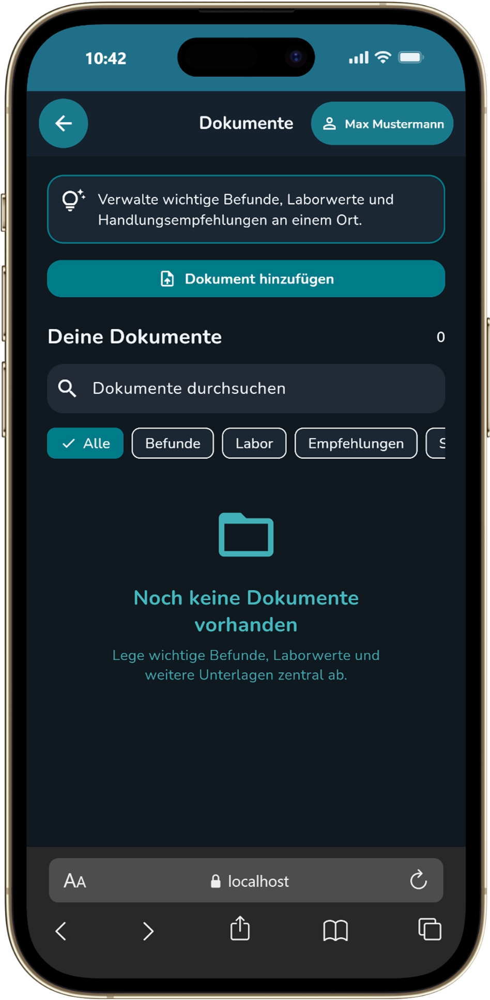 10:42
Dokumente
Max Mustermann
Verwalte wichtige Befunde, Laborwerte und
Handlungsempfehlungen an einem Ort.
Dokument hinzufügen
Deine Dokumente 0
Dokumente durchsuchen
Alle Befunde Labor Empfehlungen
Noch keine Dokumente
vorhanden
Lege wichtige Befunde, Laborwerte und
weitere Unterlagen zentral ab.
AA localhost